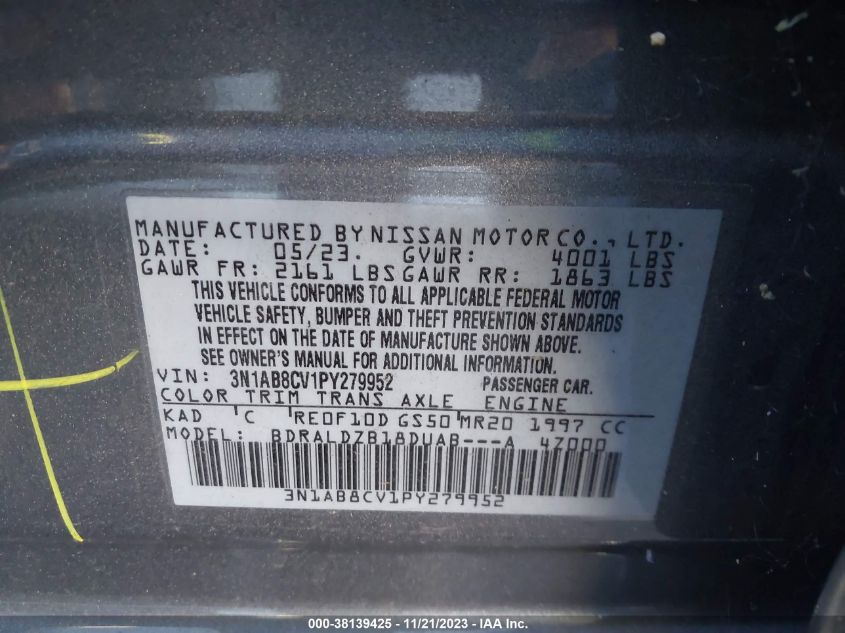 MANUFACTURED BY NISSAN MOTOR CO., LTD.
DATE: 05/23. GVWR: 4001 LBS
GAWR FR: 2161 LBS GAWR RR: 1863 LBS
THIS VEHICLE CONFORMS TO ALL APPLICABLE FEDERAL MOTOR
VEHICLE SAFETY, BUMPER AND THEFT PREVENTION STANDARDS
IN EFFECT ON THE DATE OF MANUFACTURE SHOWN ABOVE.
SEE OWNER'S MANUAL FOR ADDITIONAL INFORMATION.
VIN: 3N1AB8CV1PY279952 PASSENGER CAR.
COLOR TRIM TRANS AXLE ENGINE
KAD 'C 'RE0F10D GS50'MR20 1997 CC
MODEL: BDRALDZB18DUAB---A 4Z000
3N1AB8CV1PY279952
000-38139425 - 11/21/2023 - IAA Inc.